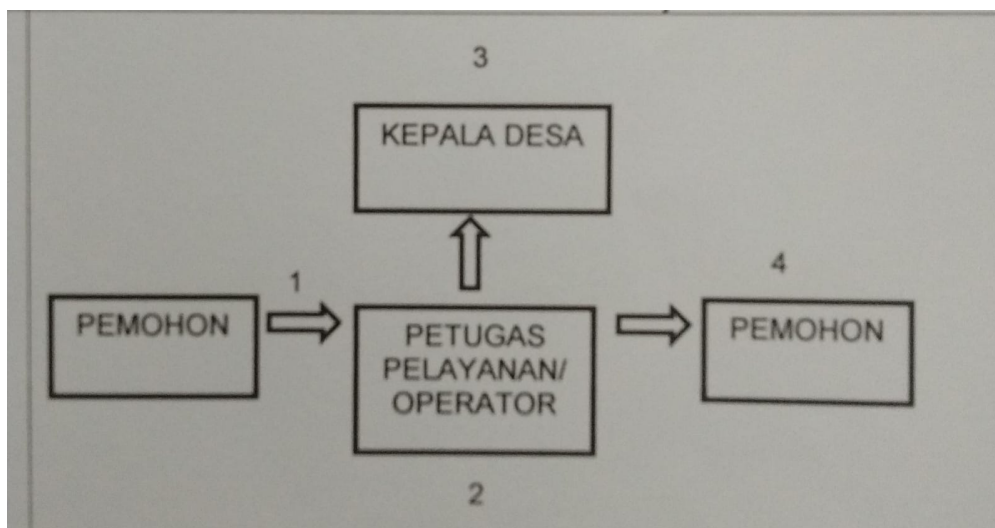 3
KEPALA DESA
1
4
PEMOHON
PETUGAS
PELAYANAN/
OPERATOR
PEMOHON
2